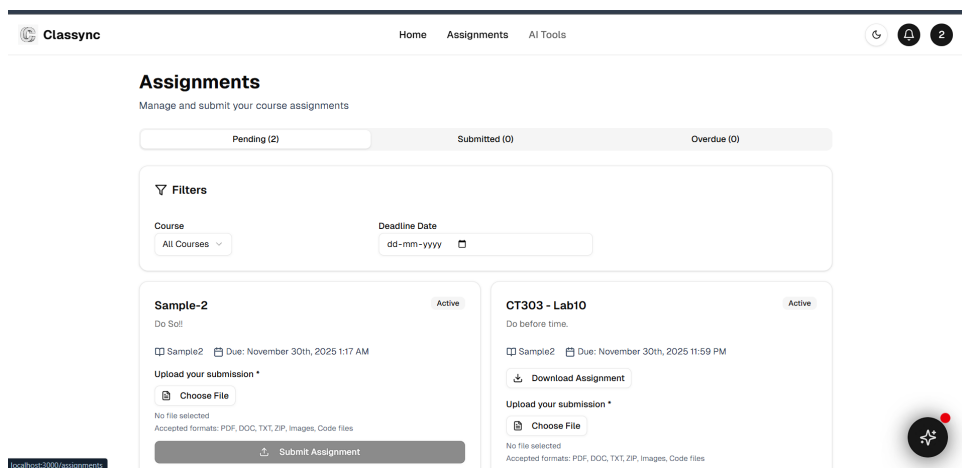 Classync
Home Assignments AI Tools
2
Assignments
Manage and submit your course assignments
Pending (2) Submitted (0) Overdue (0)
Filters
Course
All Courses
Deadline Date
dd-mm-yyyy
Sample-2 Active
Do So!!
Sample2 Due: November 30th, 2025 1:17 AM
Upload your submission *
Choose File
No file selected
Accepted formats: PDF, DOC, TXT, ZIP, Images, Code files
Submit Assignment
CT303 - Lab10 Active
Do before time.
Sample2 Due: November 30th, 2025 11:59 PM
Download Assignment
Upload your submission *
Choose File
No file selected
Accepted formats: PDF, DOC, TXT, ZIP, Images, Code files
localhost:3000/assignments